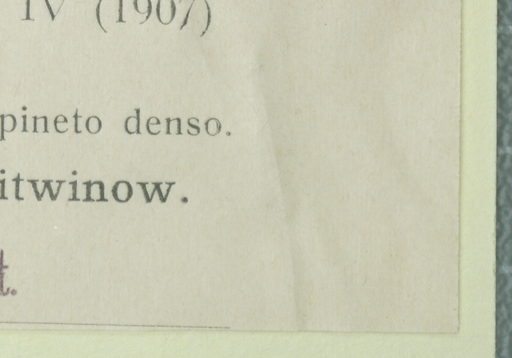 IV (1907)
pineto denso.
itwinow.
t.